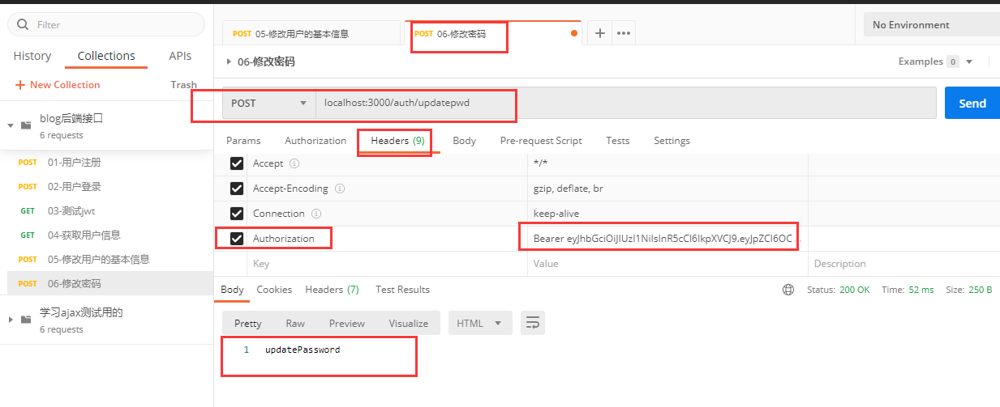 Filter
History Collections APIs
+ New Collection Trash
blog后端接口
6 requests
POST 01-用户注册
POST 02-用户登录
GET 03-测试jwt
GET 04-获取用户信息
POST 05-修改用户的基本信息
POST 06-修改密码
学习ajax测试用的
6 requests
POST 05-修改用户的基本信息
POST 06-修改密码
No Environment
06-修改密码
Examples 0
POST localhost:3000/auth/updatepwd
Send
Params Authorization Headers (9) Body Pre-request Script Tests Settings
Accept */*
Accept-Encoding gzip, deflate, br
Connection keep-alive
Authorization Bearer eyJhbGciOiJIUzI1NiIsInR5cCI6IkpXVCJ9.eyJpZCI6OC...
Key Value Description
Body Cookies Headers (7) Test Results
Status: 200 OK Time: 52 ms Size: 250 B
Pretty Raw Preview Visualize HTML
1 updatePassword